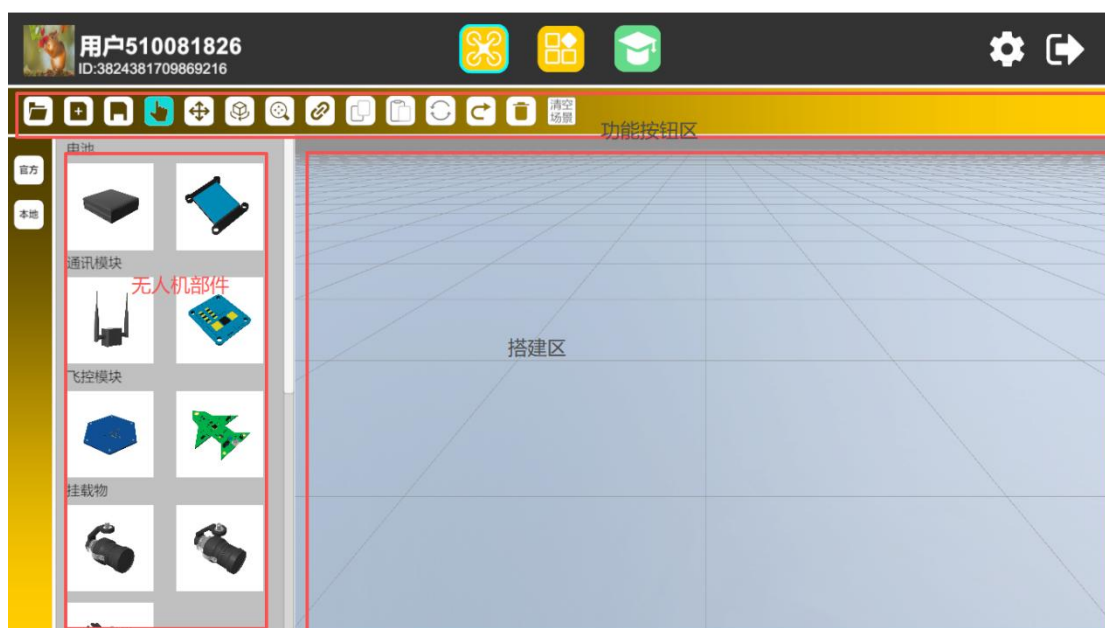 用户510081826
ID:3824381709869216
清空
场景
功能按钮区
官方
本地
电池
通讯模块
无人机部件
飞控模块
挂载物
搭建区